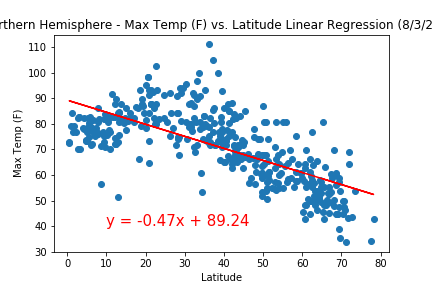 rthern Hemisphere - Max Temp (F) vs. Latitude Linear Regression (8/3/2
110
100
90
80
70
60
50
40
30
Max Temp (F)
y = -0.47x + 89.24
0 10 20 30 40 50 60 70 80
Latitude